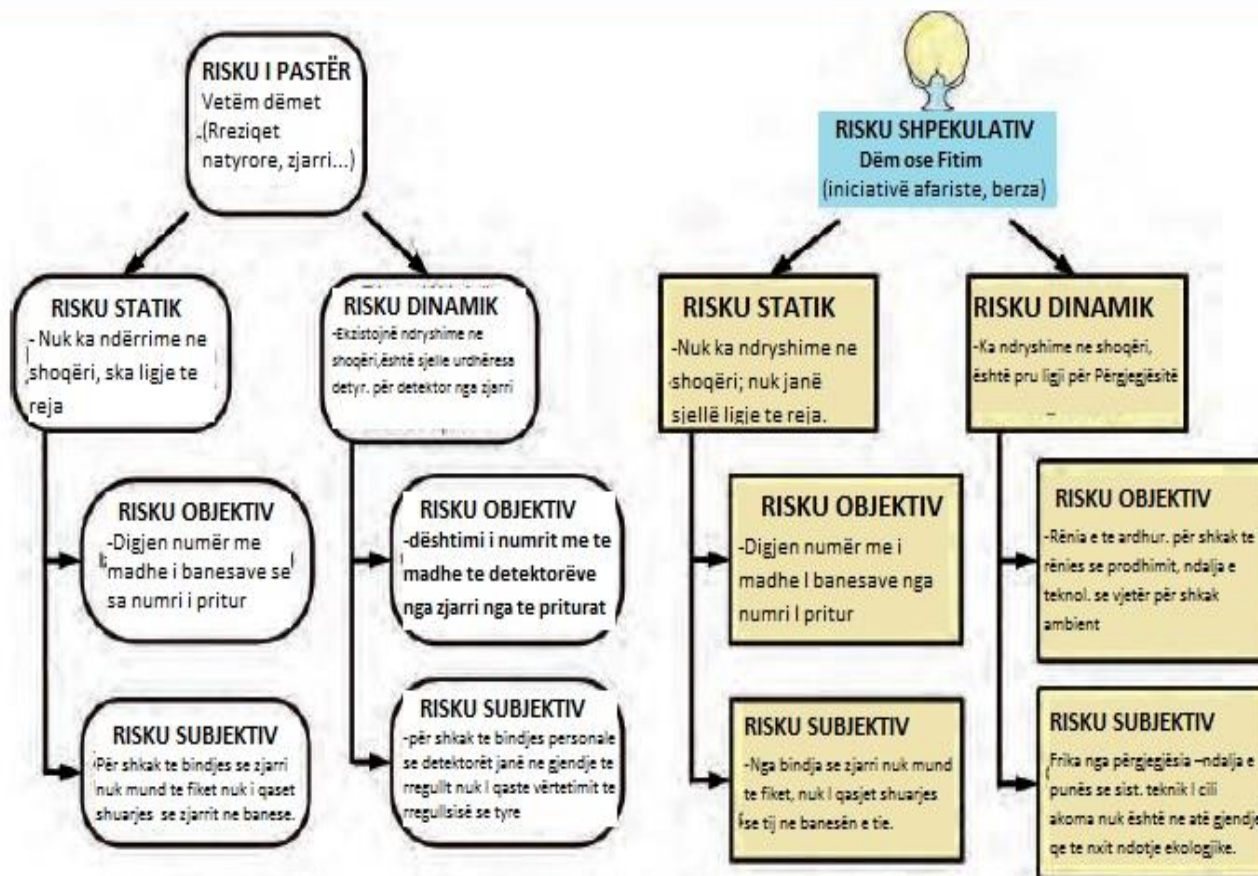 RISKU I PASTËR
Vetëm dëmet
(Rreziqet
natyrore, zjarri...)
RISKU STATIK
- Nuk ka ndërrime ne
shoqëri, ska ligje te
reja
RISKU OBJEKTIV
-Digjen numër me
madhe i banesave se
sa numri i pritur
RISKU SUBJEKTIV
Për shkak te bindjes se zjarri
nuk mund te fiket nuk i qaset
shuarjes se zjarrit ne banese.
RISKU DINAMIK
-Ekzistojnë ndryshime ne
shoqëri,është sjelle urdhëresa
detyr. për detektor nga zjarri
RISKU OBJEKTIV
-dështimi i numrit me te
madhe te detektorëve
nga zjarri nga te priturat
RISKU SUBJEKTIV
-për shkak te bindjes personale
se detektorët janë ne gjendje te
rregullt nuk I qaste vërtetimit te
rregullsisë se tyre
RISKU SHPEKULATIV
Dëm ose Fitim
(iniciativë afariste, berza)
RISKU STATIK
-Nuk ka ndryshime ne
shoqëri; nuk janë
sjellë ligje te reja.
RISKU OBJEKTIV
-Digjen numër me i
madhe I banesave nga
numri I pritur
RISKU SUBJEKTIV
-Nga bindja se zjarri nuk mund
te fiket, nuk I qasjet shuarjes
se tij ne banesën e tie.
RISKU DINAMIK
-Ka ndryshime ne shoqëri,
është pru ligji për Përgjegjësitë
RISKU OBJEKTIV
-Rënia e te ardhur. për shkak te
rënies se prodhimit, ndalja e
teknol. se vjetër për shkak
ambient
RISKU SUBJEKTIV
Frika nga përgjegjësia –ndalja e
punës se sist. teknik I cili
akoma nuk është ne atë gjendje
qe te nxit ndotje ekologjike.